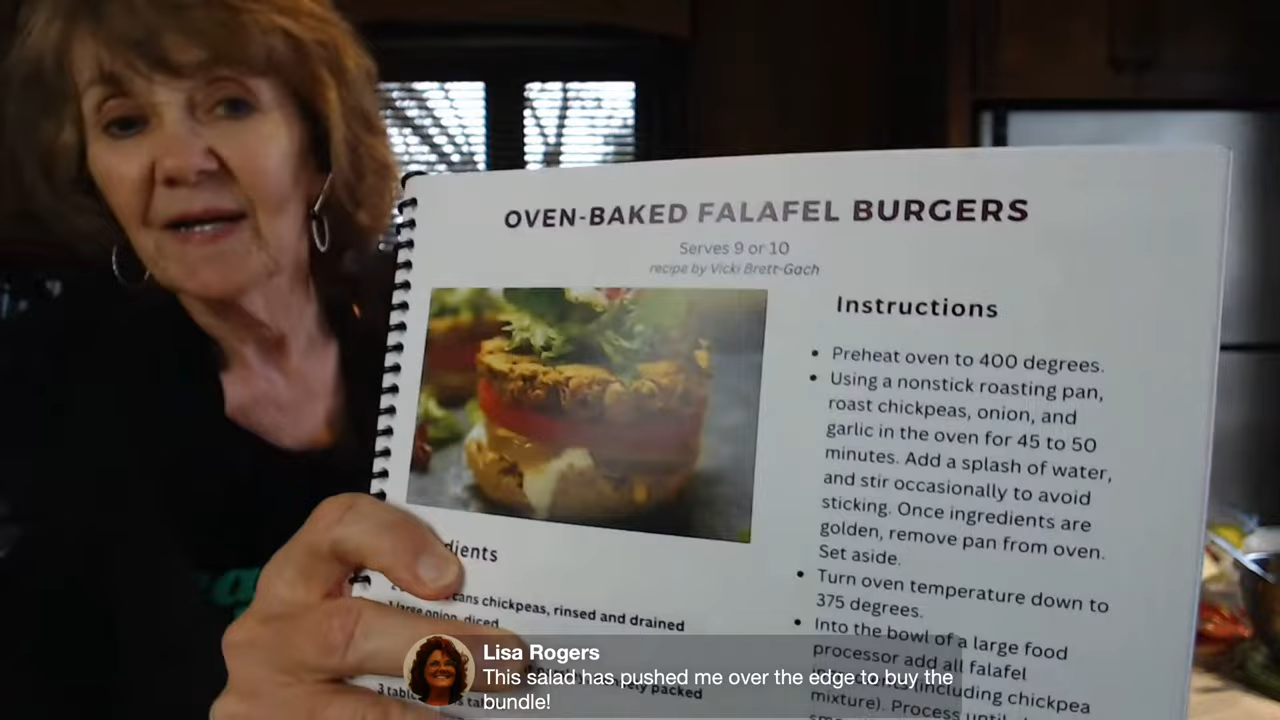 OVEN-BAKED FALAFEL BURGERS
Serves 9 or 10
recipe by Vicki Brett-Gach
Instructions
• Preheat oven to 400 degrees.
• Using a nonstick roasting pan,
roast chickpeas, onion, and
garlic in the oven for 45 to 50
minutes. Add a splash of water,
and stir occasionally to avoid
sticking. Once ingredients are
golden, remove pan from oven.
Set aside.
• Turn oven temperature down to
375 degrees.
• Into the bowl of a large food
processor add all falafel
(including chickpea
mixture). Process until
dients
cans chickpeas, rinsed and drained
1 large onion, diced
packed
Lisa Rogers
This salad has pushed me over the edge to buy the
bundle!